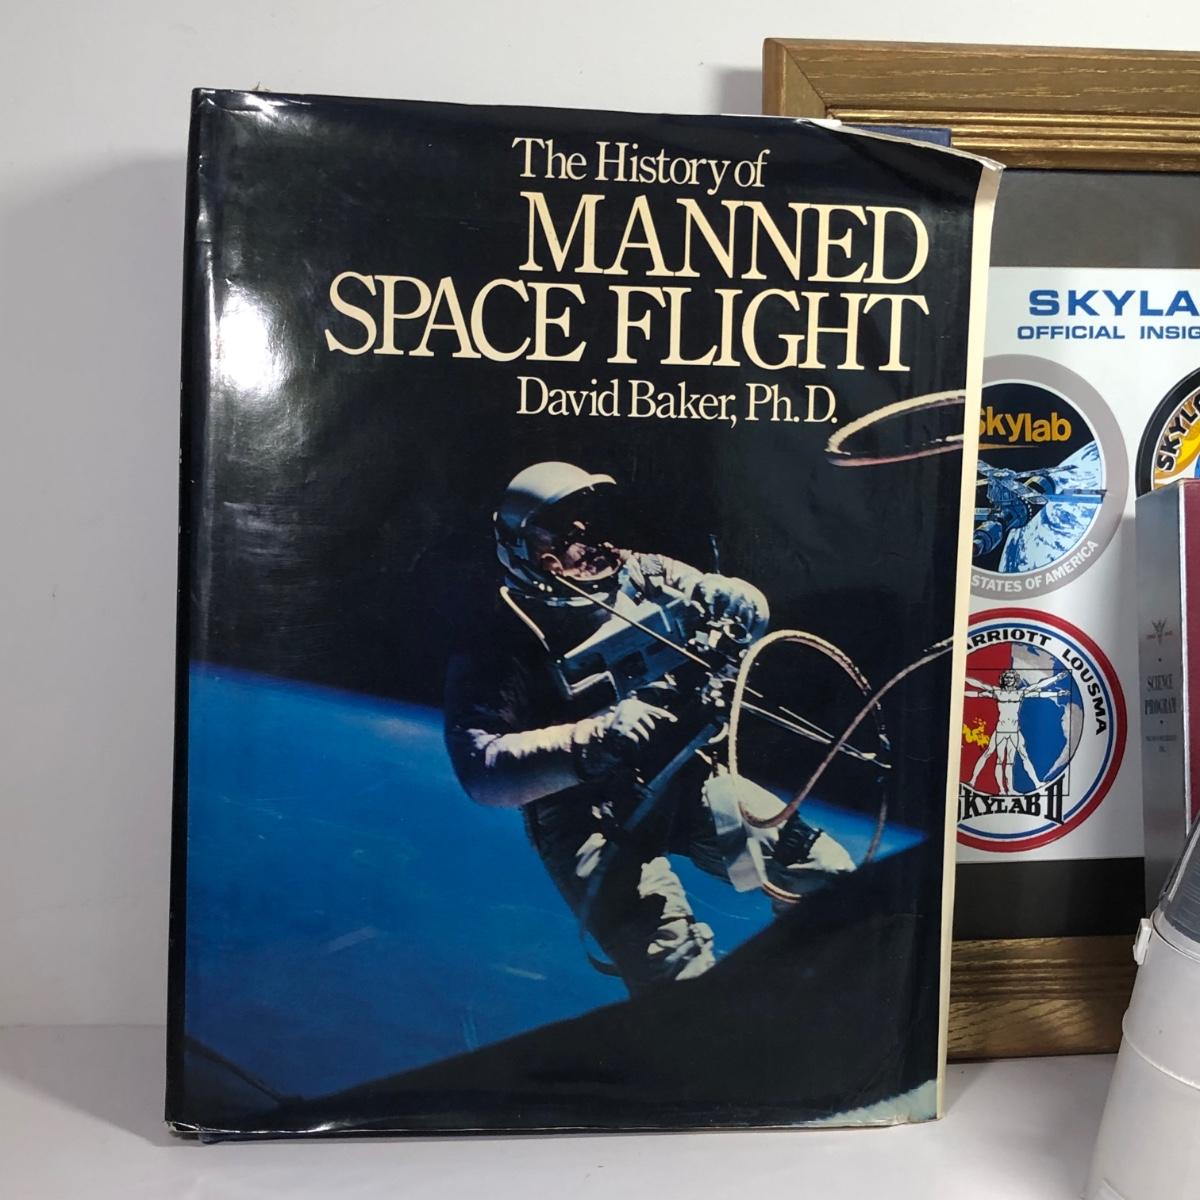 The History of
MANNED
SPACE FLIGHT
David Baker, Ph.D.
SKYLA
OFFICIAL INSIG
Skylab
STATES OF AMERICA
SKYL
ARRIOTT LOUSMA
SKYLAB II
SCIENCE
PROGRAM